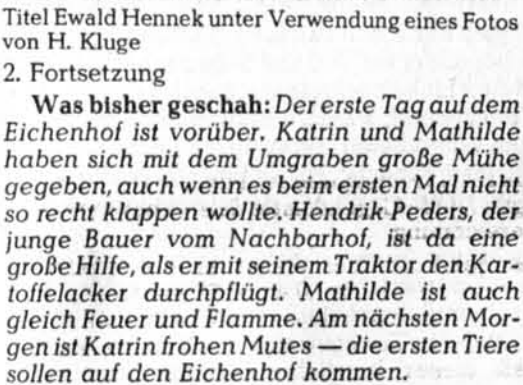 Titel Ewald Hennek unter Verwendung eines Fotos
von H. Kluge
2. Fortsetzung
Was bisher geschah: Der erste Tag auf dem
Eichenhof ist vorüber. Katrin und Mathilde
haben sich mit dem Umgraben große Mühe
gegeben, auch wenn es beim ersten Mal nicht
so recht klappen wollte. Hendrik Peders, der
junge Bauer vom Nachbarhof, ist da eine
große Hilfe, als er mit seinem Traktor den Kar-
toffelacker durchpflügt. Mathilde ist auch
gleich Feuer und Flamme. Am nächsten Mor-
gen ist Katrin frohen Mutes — die ersten Tiere
sollen auf den Eichenhof kommen.